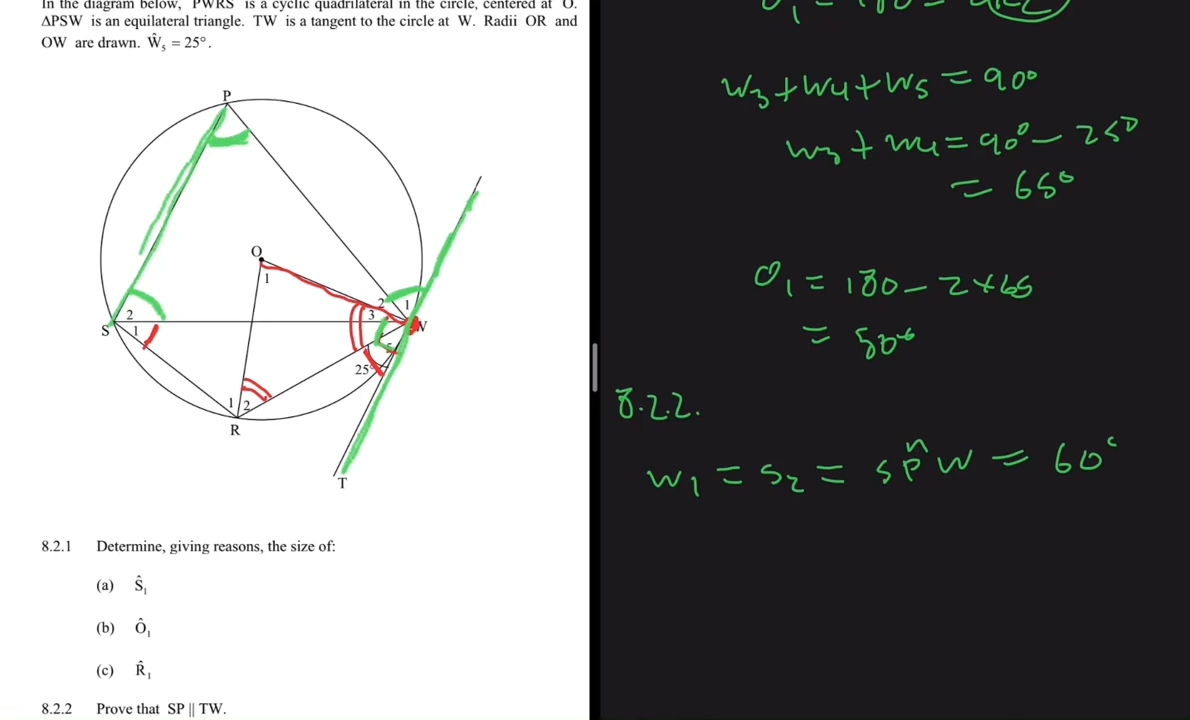 In the diagram below, PWRS is a cyclic quadrilateral in the circle, centered at O.
ΔPSW is an equilateral triangle. TW is a tangent to the circle at W. Radii OR and
OW are drawn. Ŵ₅ = 25°.
P
O
1
2
1
3
S
2
1
W
25°
1
2
R
T
8.2.1 Determine, giving reasons, the size of:
(a) Ŝ₁
(b) Ô₁
(c) R̂₁
8.2.2 Prove that SP || TW.
W₃ + W₄ + W₅ = 90°
W₃ + W₄ = 90° − 25°
= 65°
O₁ = 180 − 2×65
= 50°
8.2.2.
W₁ = S₂ = SP̂W = 60°